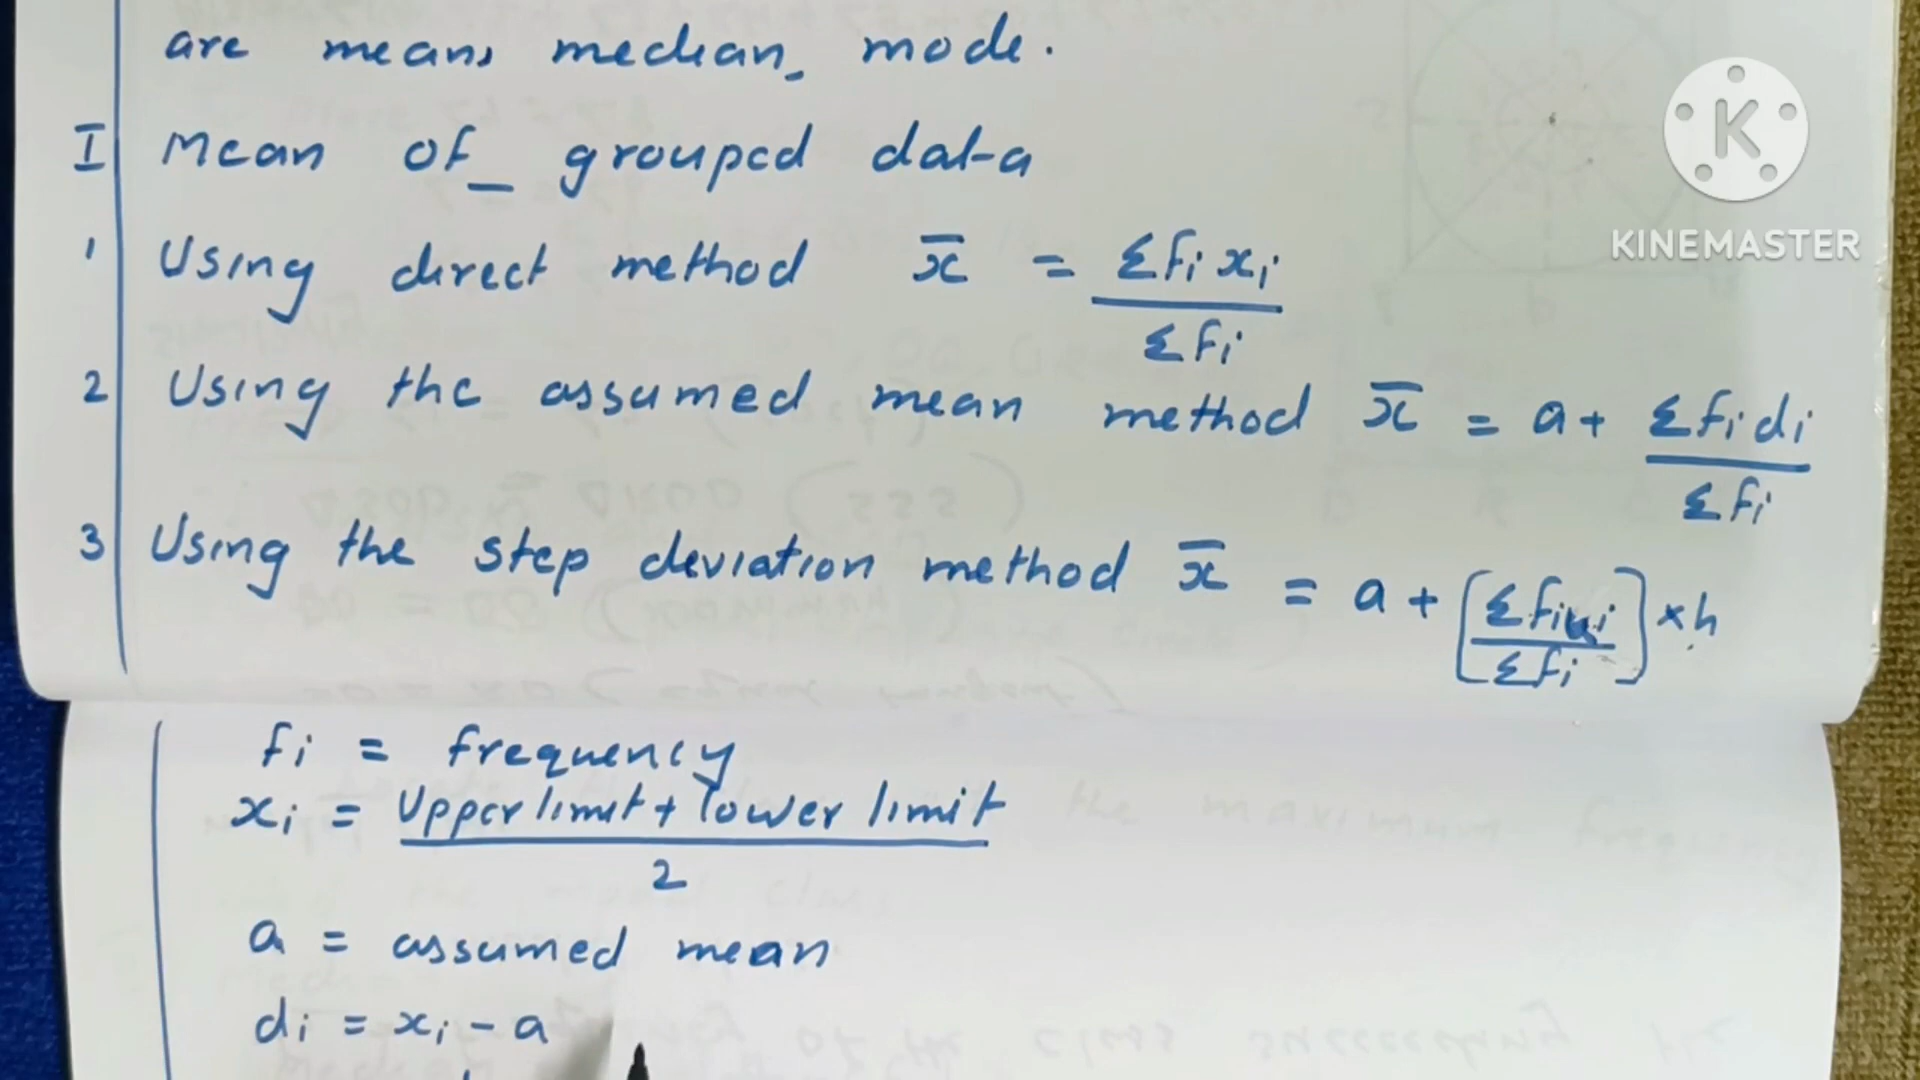 are mean, median, mode.
I Mean of grouped data
1 Using direct method x̄ = Σfixi / Σfi
2 Using the assumed mean method x̄ = a + Σfidi / Σfi
3 Using the step deviation method x̄ = a + [Σfiui / Σfi] × h
fi = frequency
xi = Upper limit + lower limit / 2
a = assumed mean
di = xi - a
K
KINEMASTER